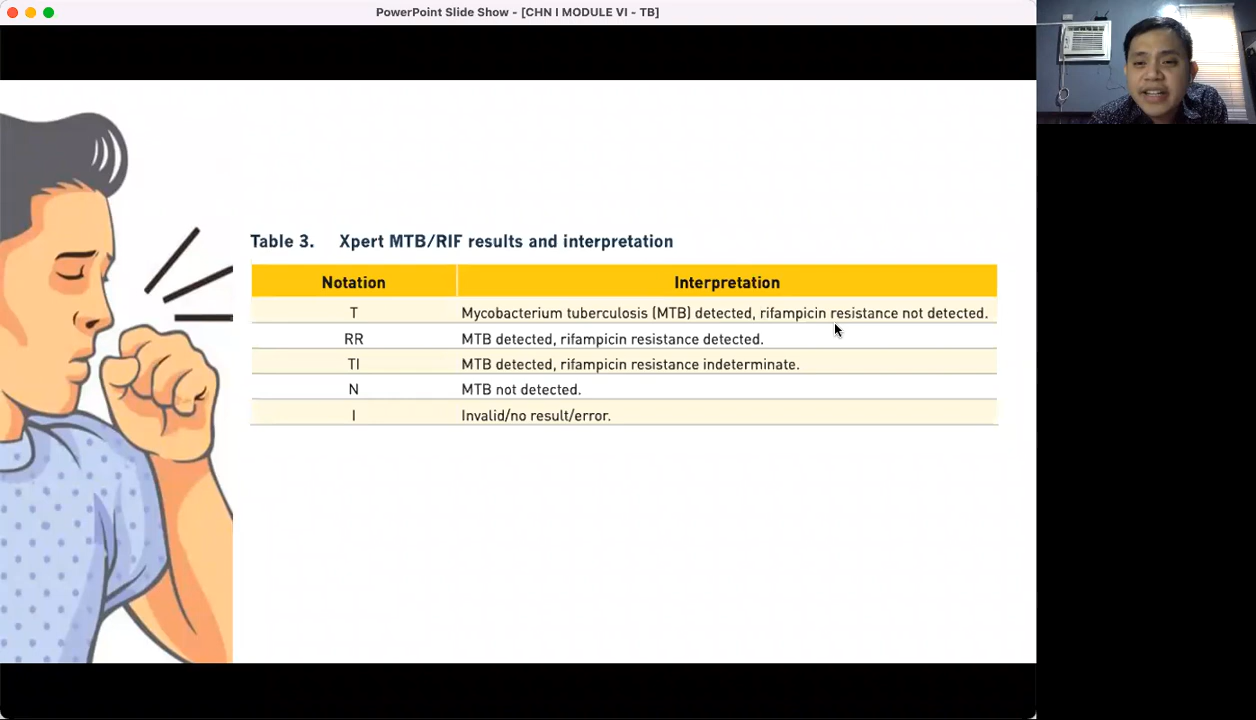 PowerPoint Slide Show - [CHN I MODULE VI - TB]
Table 3. Xpert MTB/RIF results and interpretation
Notation Interpretation
T Mycobacterium tuberculosis (MTB) detected, rifampicin resistance not detected.
RR MTB detected, rifampicin resistance detected.
TI MTB detected, rifampicin resistance indeterminate.
N MTB not detected.
I Invalid/no result/error.